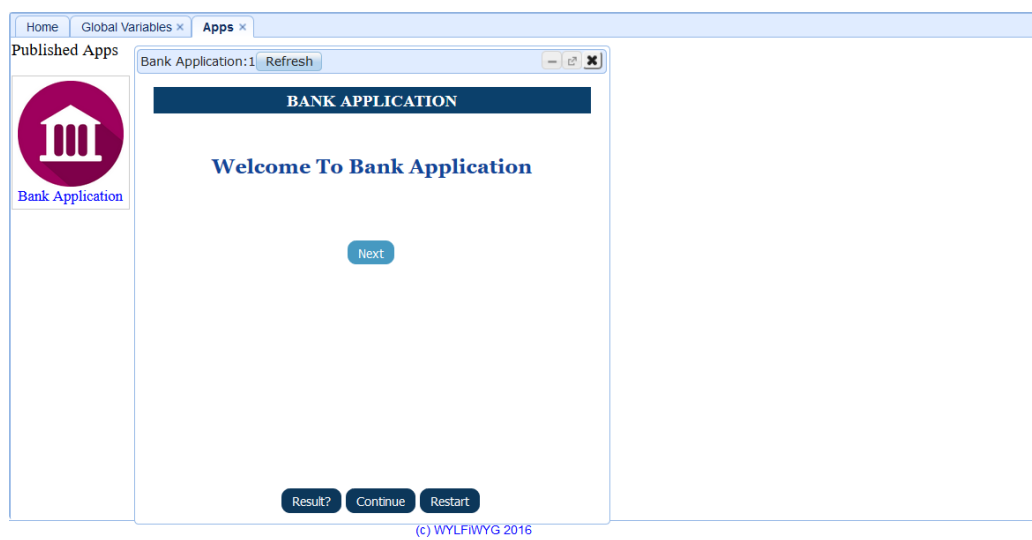 Home Global Variables × Apps ×
Published Apps
Bank Application:1 Refresh
BANK APPLICATION
Welcome To Bank Application
Bank Application
Next
Result? Continue Restart
(c) WYLFIWYG 2016